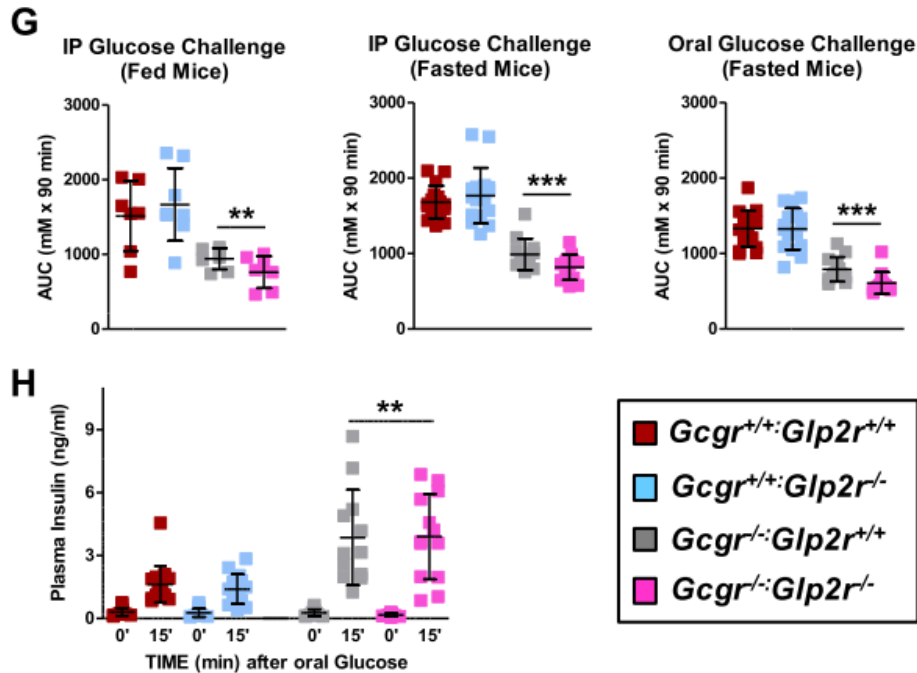 G
IP Glucose Challenge
(Fed Mice)
IP Glucose Challenge
(Fasted Mice)
Oral Glucose Challenge
(Fasted Mice)
AUC (mM x 90 min)
3000
2000
1000
0
**
AUC (mM x 90 min)
3000
2000
1000
0
***
AUC (mM x 90 min)
3000
2000
1000
0
***
H
Plasma Insulin (ng/ml)
9
6
3
0
**
0' 15' 0' 15' 0' 15' 0' 15'
TIME (min) after oral Glucose
Gcgr+/+:Glp2r+/+
Gcgr+/+:Glp2r-/-
Gcgr-/-:Glp2r+/+
Gcgr-/-:Glp2r-/-